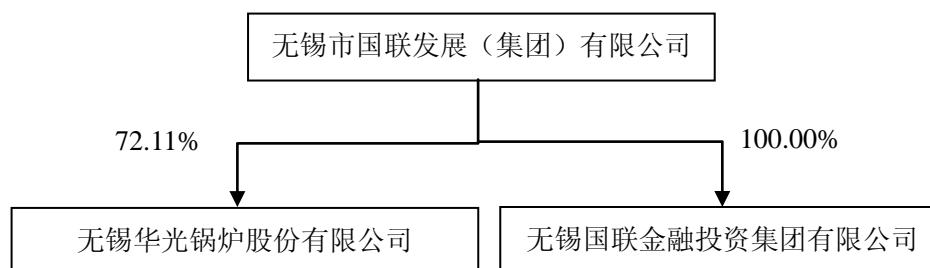 无锡市国联发展（集团）有限公司
72.11%
100.00%
无锡华光锅炉股份有限公司
无锡国联金融投资集团有限公司